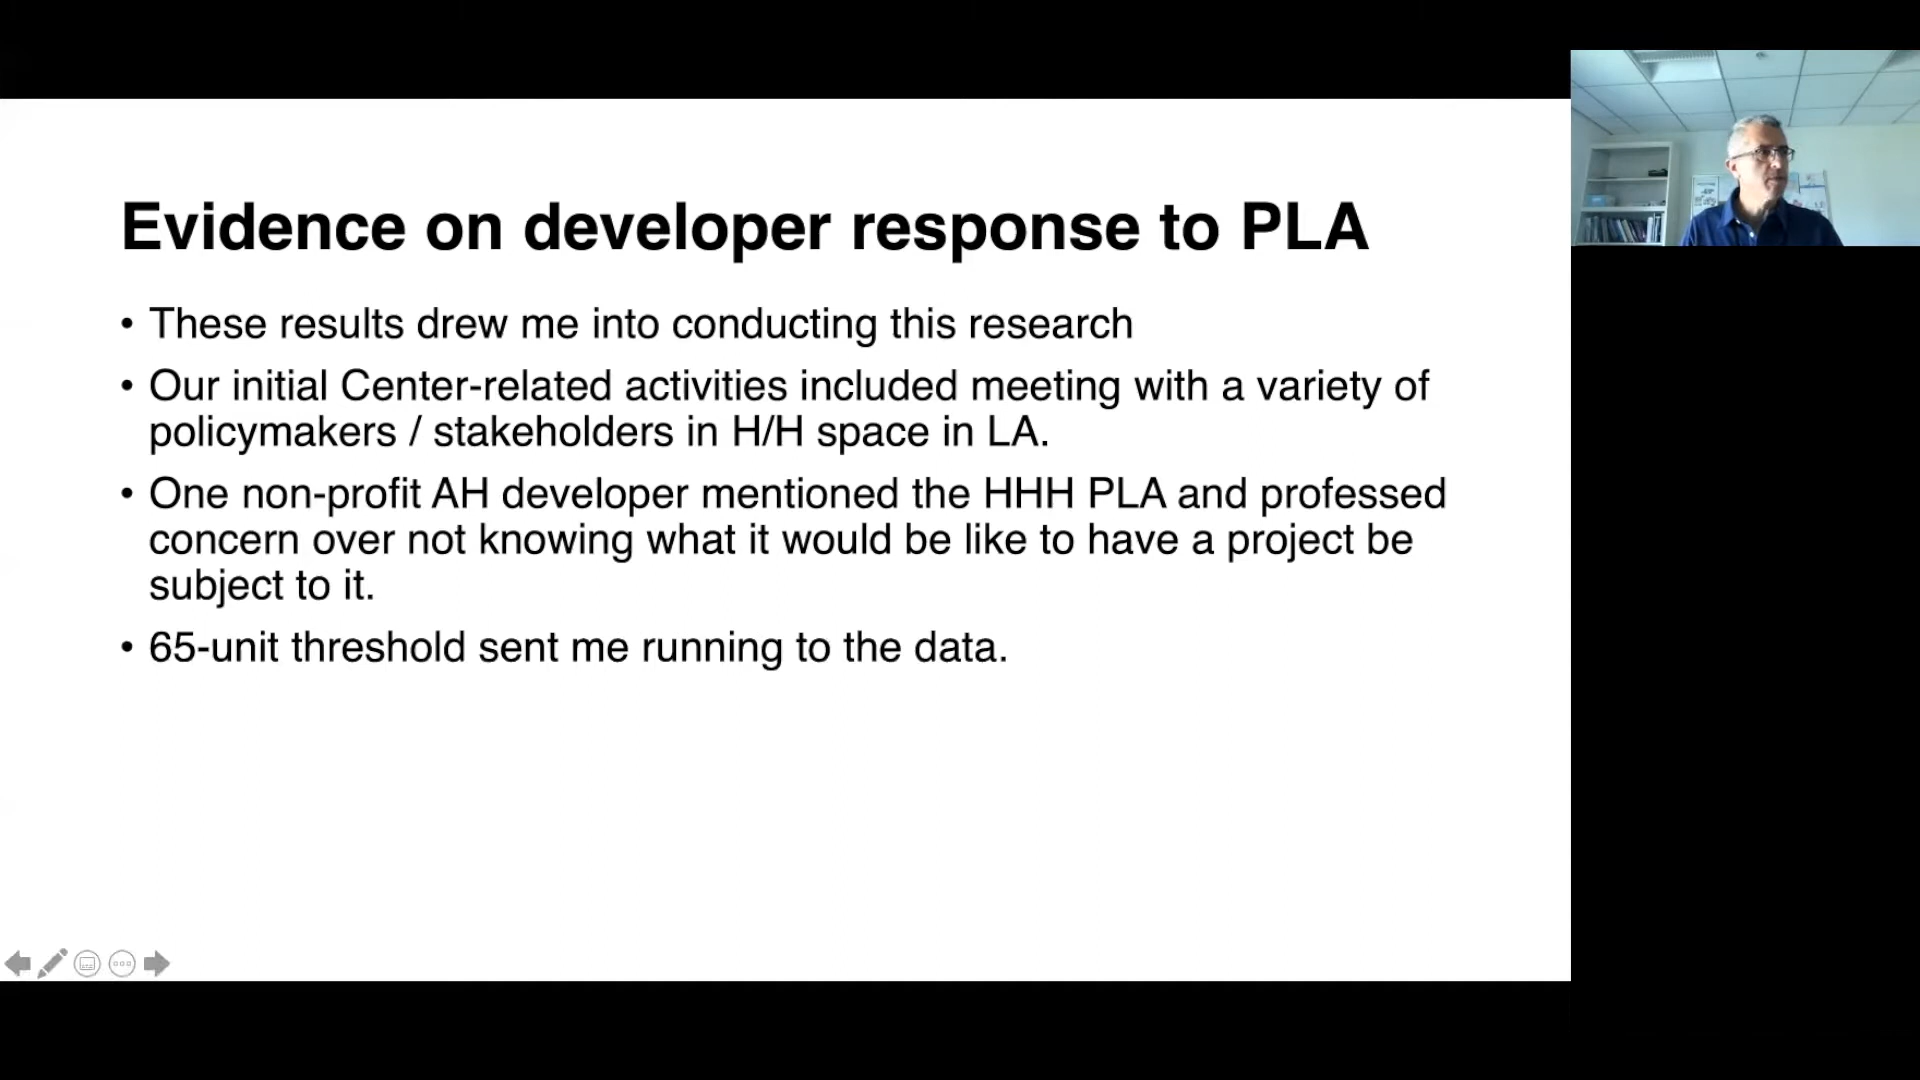 Evidence on developer response to PLA
• These results drew me into conducting this research
• Our initial Center-related activities included meeting with a variety of
policymakers / stakeholders in H/H space in LA.
• One non-profit AH developer mentioned the HHH PLA and professed
concern over not knowing what it would be like to have a project be
subject to it.
• 65-unit threshold sent me running to the data.